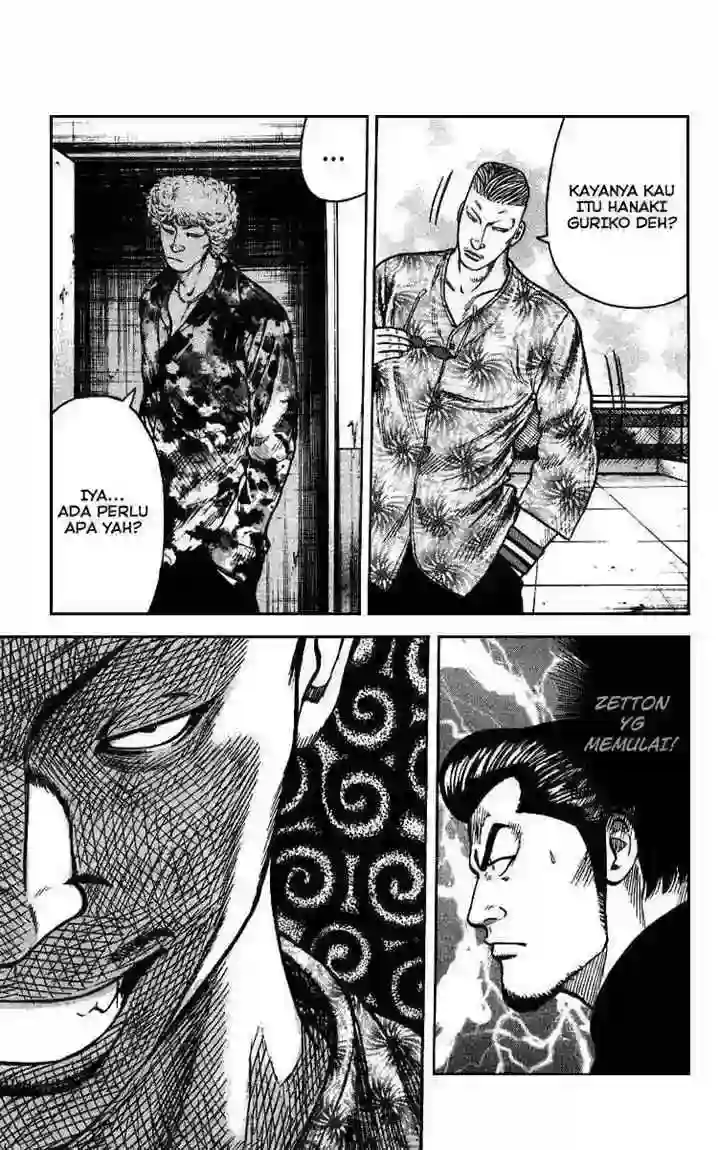 KAYANYA KAU
ITU HANAKI
GURIKO DEH?
...
IYA...
ADA PERLU
APA YAH?
ZETTON
YG
MEMULAI!